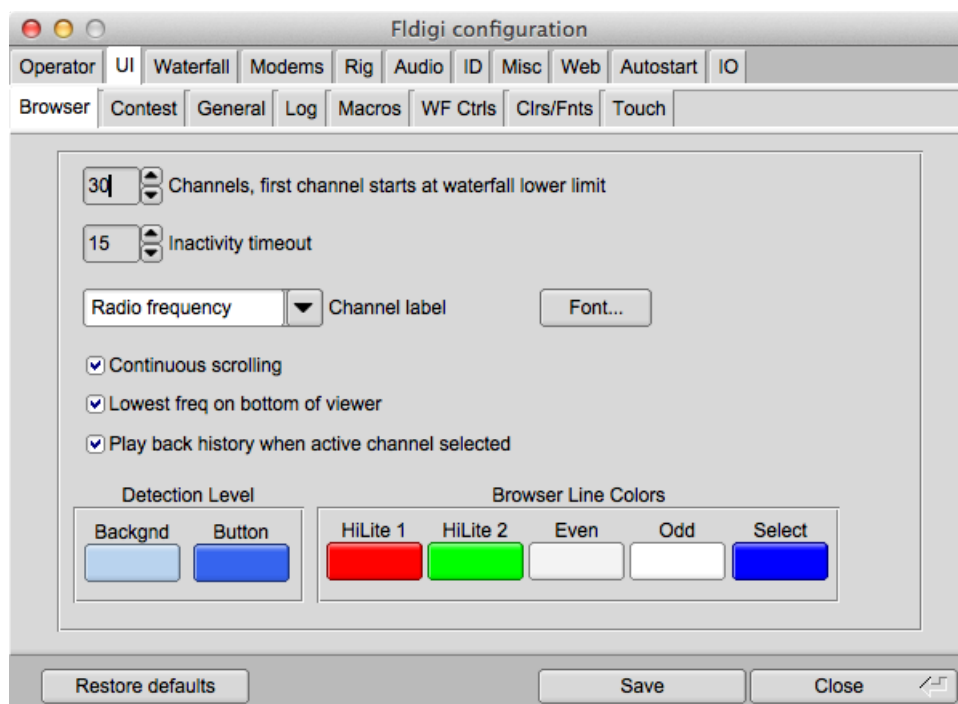 Fldigi configuration
Operator UI Waterfall Modems Rig Audio ID Misc Web Autostart IO
Browser Contest General Log Macros WF Ctrls Clrs/Fnts Touch
30 Channels, first channel starts at waterfall lower limit
15 Inactivity timeout
Radio frequency Channel label Font...
Continuous scrolling
Lowest freq on bottom of viewer
Play back history when active channel selected
Detection Level Browser Line Colors
Backgnd Button HiLite 1 HiLite 2 Even Odd Select
Restore defaults Save Close